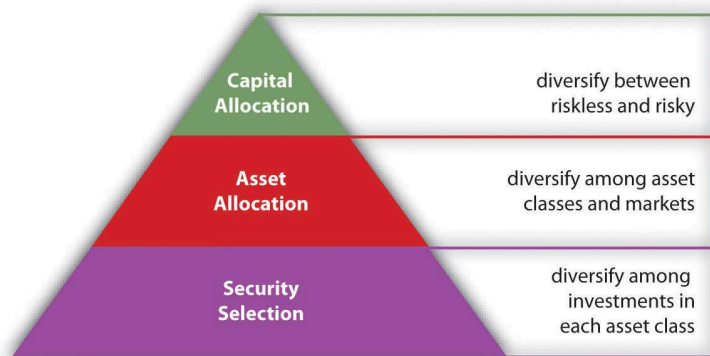 Capital
Allocation
diversify between
riskless and risky
Asset
Allocation
diversify among asset
classes and markets
Security
Selection
diversify among
investments in
each asset class